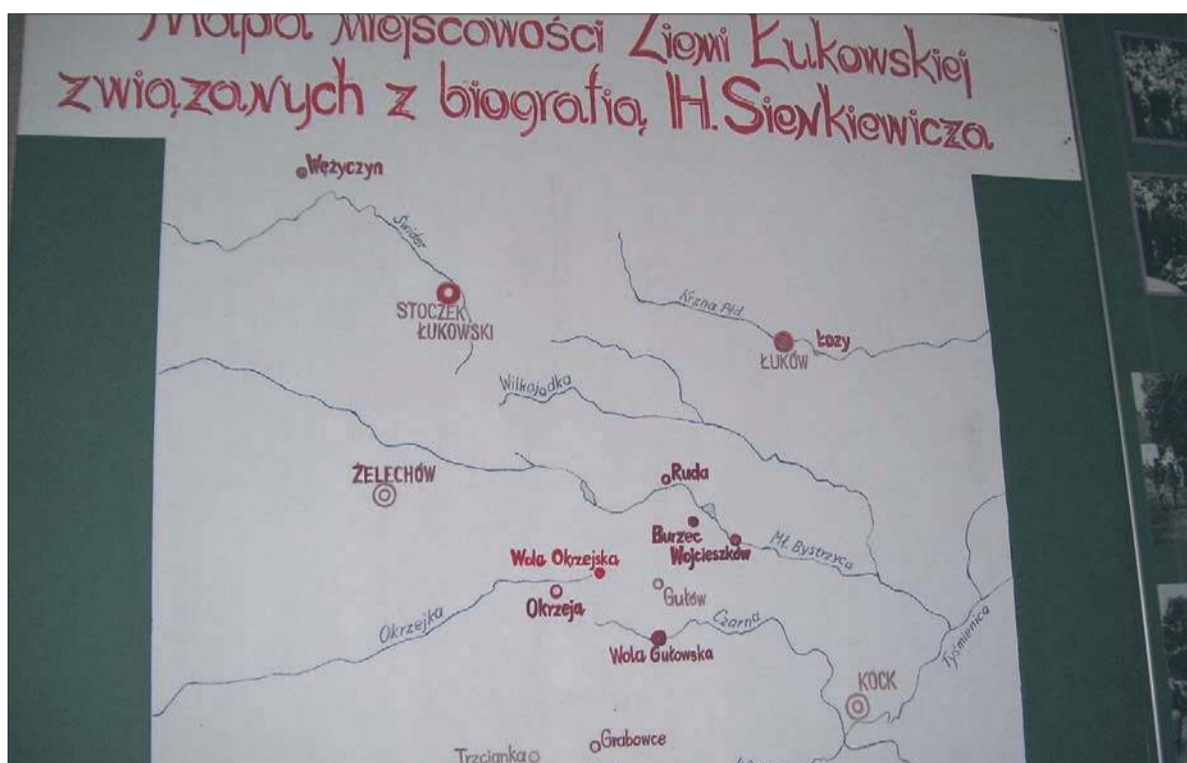 Mapa Miejscowości Ziemi Łukowskiej
związanych z biografią H. Sienkiewicza
Wężyczyn
Świder
STOCZEK
ŁUKOWSKI
Krzna Płd.
Łazy
ŁUKÓW
Wilkojadka
ŻELECHÓW
Ruda
Burzec
Wojcieszków
Mł. Bystrzyca
Wola Okrzejska
Okrzeja
Gułów
Okrzejka
Czarna
Wola Gułowska
Tyśmienica
KOCK
Grabowce
Trzcianka